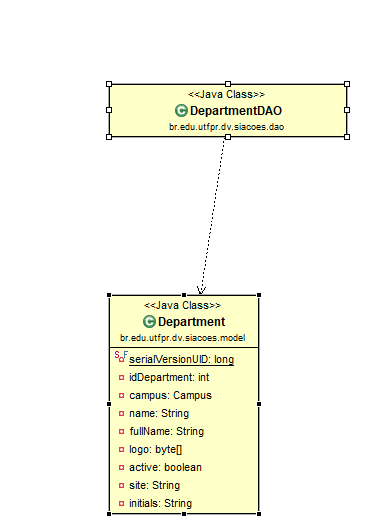 <<Java Class>>
DepartmentDAO
br.edu.utfpr.dv.siacoes.dao
<<Java Class>>
Department
br.edu.utfpr.dv.siacoes.model
serialVersionUID: long
idDepartment: int
campus: Campus
name: String
fullName: String
logo: byte[]
active: boolean
site: String
initials: String